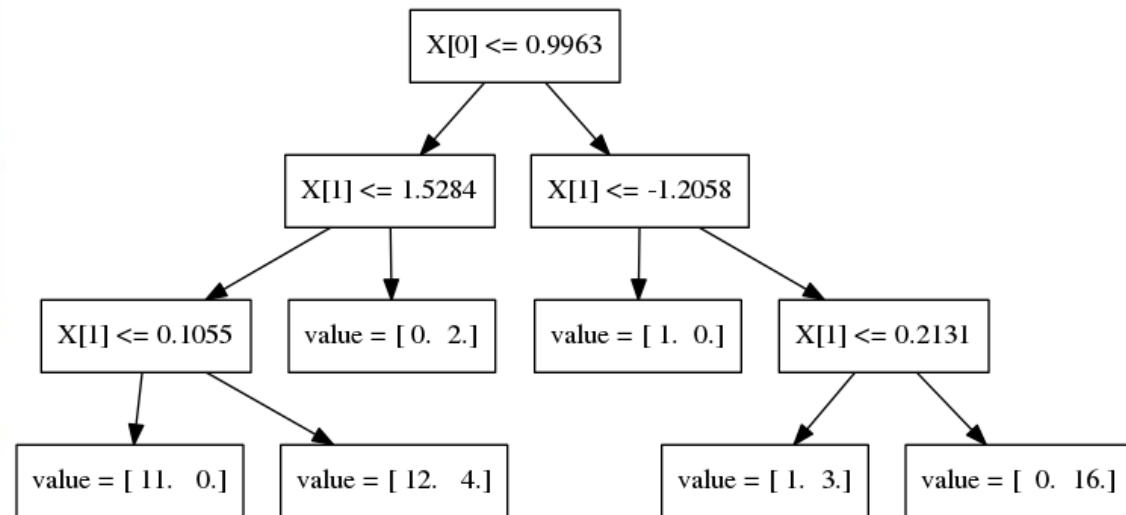 X[0] <= 0.9963
X[1] <= 1.5284
X[1] <= -1.2058
X[1] <= 0.1055
value = [ 0. 2.]
value = [ 1. 0.]
X[1] <= 0.2131
value = [ 11. 0.]
value = [ 12. 4.]
value = [ 1. 3.]
value = [ 0. 16.]